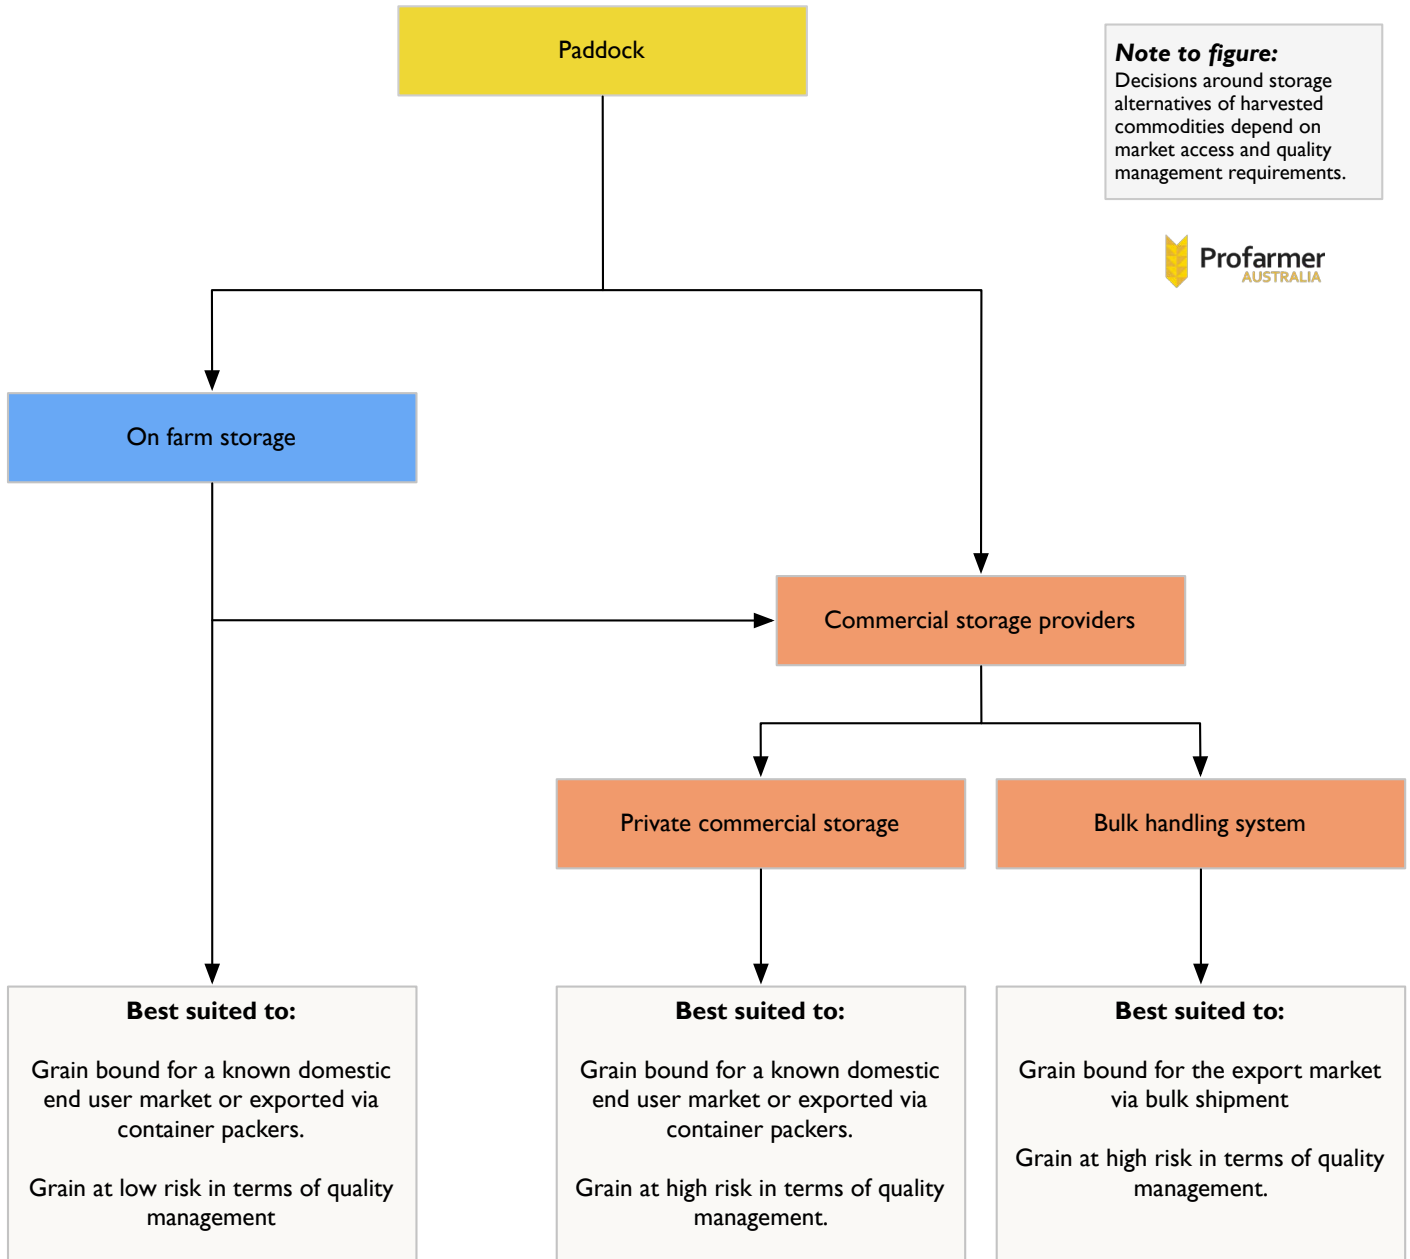 Paddock
Note to figure:
Decisions around storage
alternatives of harvested
commodities depend on
market access and quality
management requirements.
Profarmer
AUSTRALIA
On farm storage
Commercial storage providers
Private commercial storage
Bulk handling system
Best suited to:
Grain bound for a known domestic
end user market or exported via
container packers.
Grain at low risk in terms of quality
management
Best suited to:
Grain bound for a known domestic
end user market or exported via
container packers.
Grain at high risk in terms of quality
management.
Best suited to:
Grain bound for the export market
via bulk shipment
Grain at high risk in terms of quality
management.